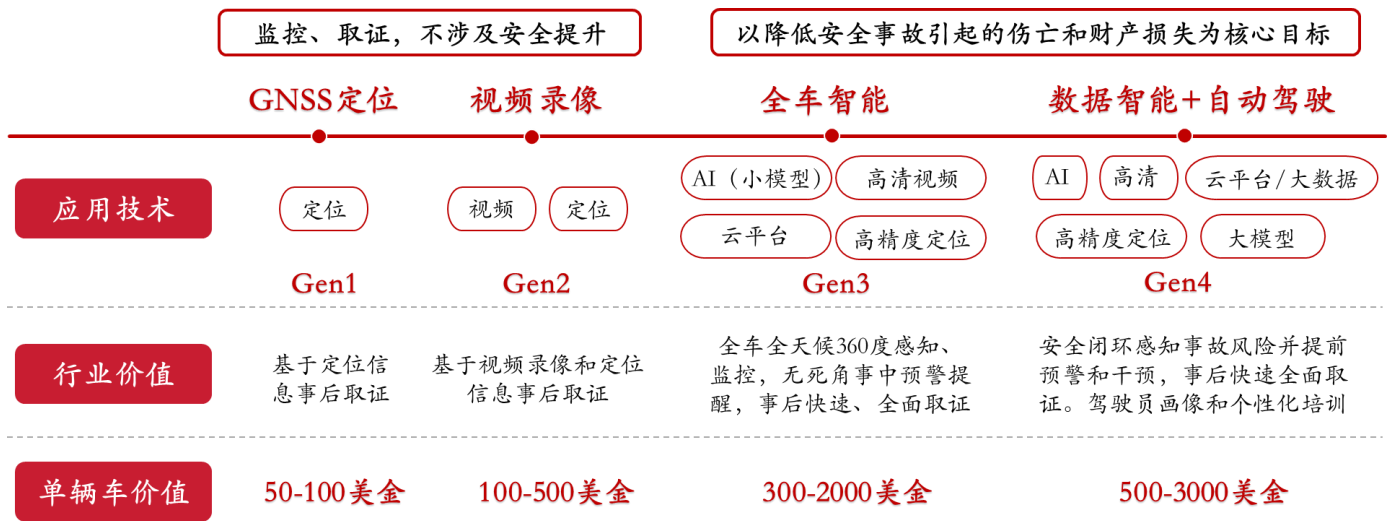 监控、取证，不涉及安全提升
以降低安全事故引起的伤亡和财产损失为核心目标
GNSS定位
视频录像
全车智能
数据智能+自动驾驶
应用技术
定位
视频
定位
AI（小模型）
高清视频
云平台
高精度定位
AI
高清
云平台/大数据
高精度定位
大模型
Gen1
Gen2
Gen3
Gen4
行业价值
基于定位信
息事后取证
基于视频录像和定位
信息事后取证
全车全天候360度感知、
监控，无死角事中预警提
醒，事后快速、全面取证
安全闭环感知事故风险并提前
预警和干预，事后快速全面取
证。驾驶员画像和个性化培训
单辆车价值
50-100美金
100-500美金
300-2000美金
500-3000美金